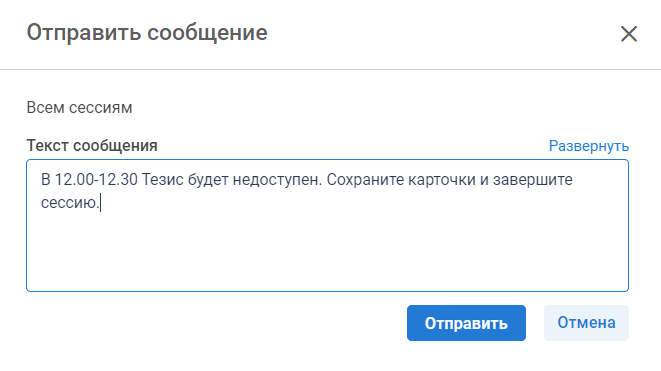 Отправить сообщение
Всем сессиям
Текст сообщения
Развернуть
В 12.00-12.30 Тезис будет недоступен. Сохраните карточки и завершите
сессию.
Отправить
Отмена